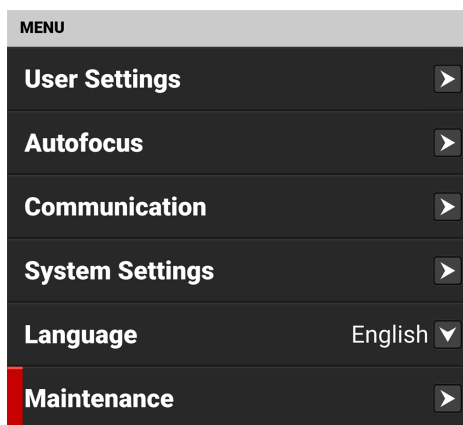 MENU
User Settings
Autofocus
Communication
System Settings
Language English
Maintenance